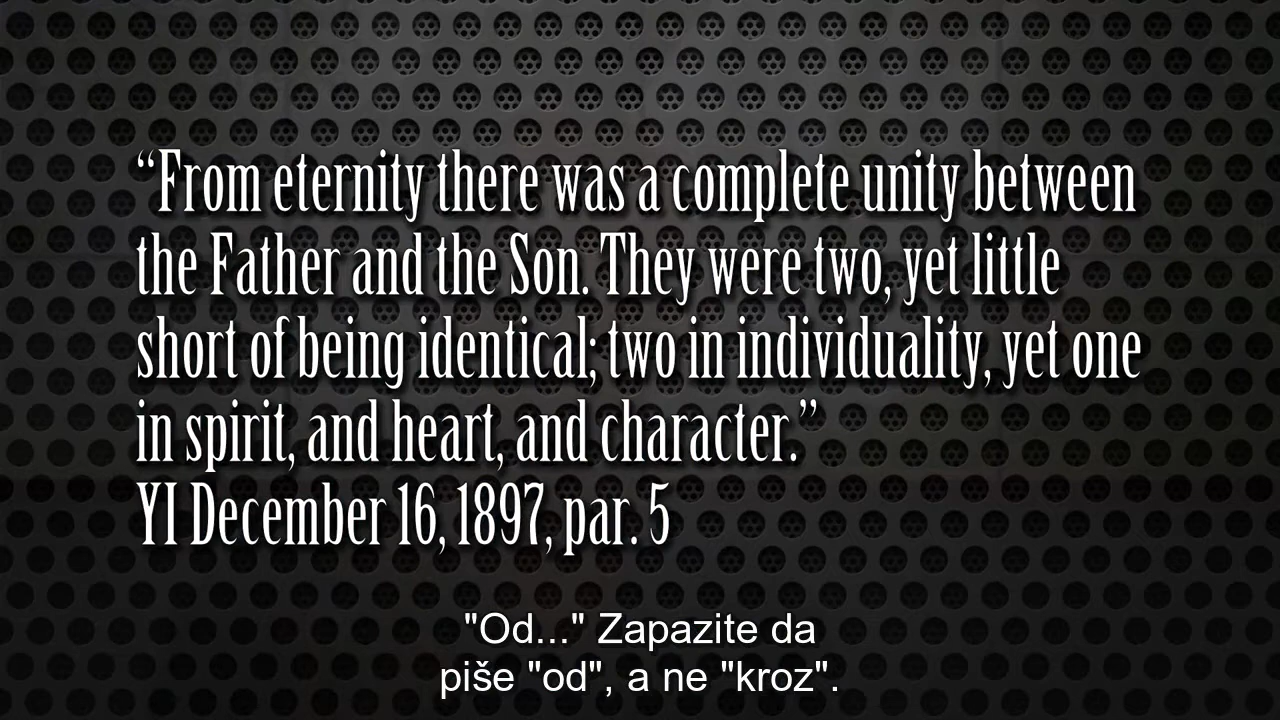 “From eternity there was a complete unity between
the Father and the Son. They were two, yet little
short of being identical; two in individuality, yet one
in spirit, and heart, and character.”
YI December 16, 1897, par. 5
"Od..." Zapazite da
piše "od", a ne "kroz".